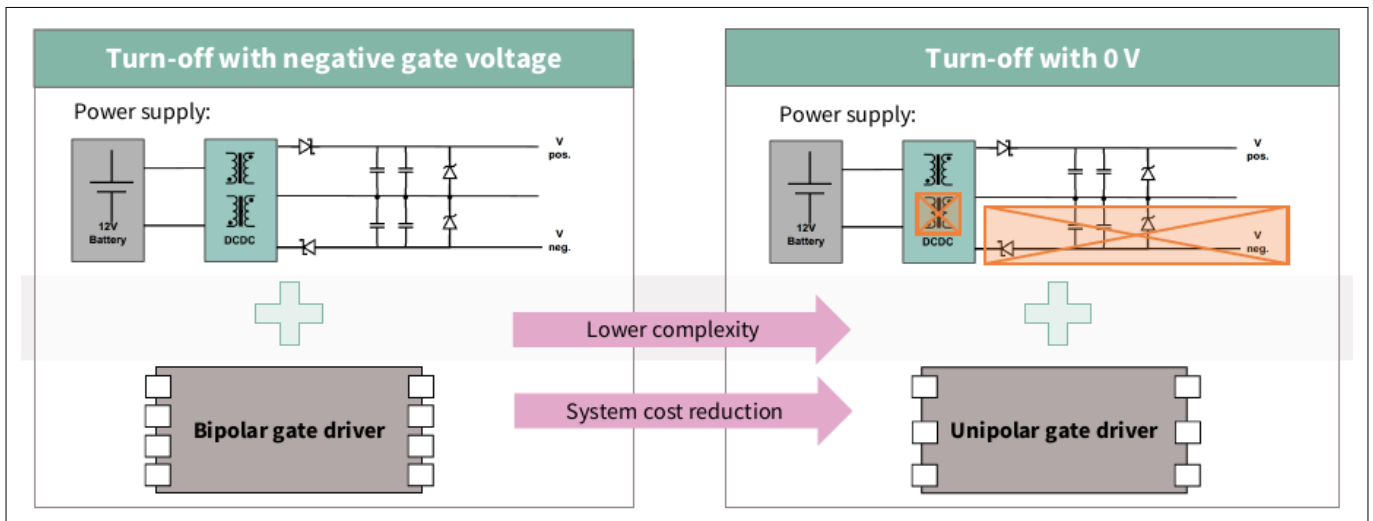 Turn-off with negative gate voltage
Power supply:
V
pos.
12V
Battery
DCDC
V
neg.
Bipolar gate driver
Lower complexity
System cost reduction
Turn-off with 0 V
Power supply:
V
pos.
12V
Battery
DCDC
V
neg.
Unipolar gate driver